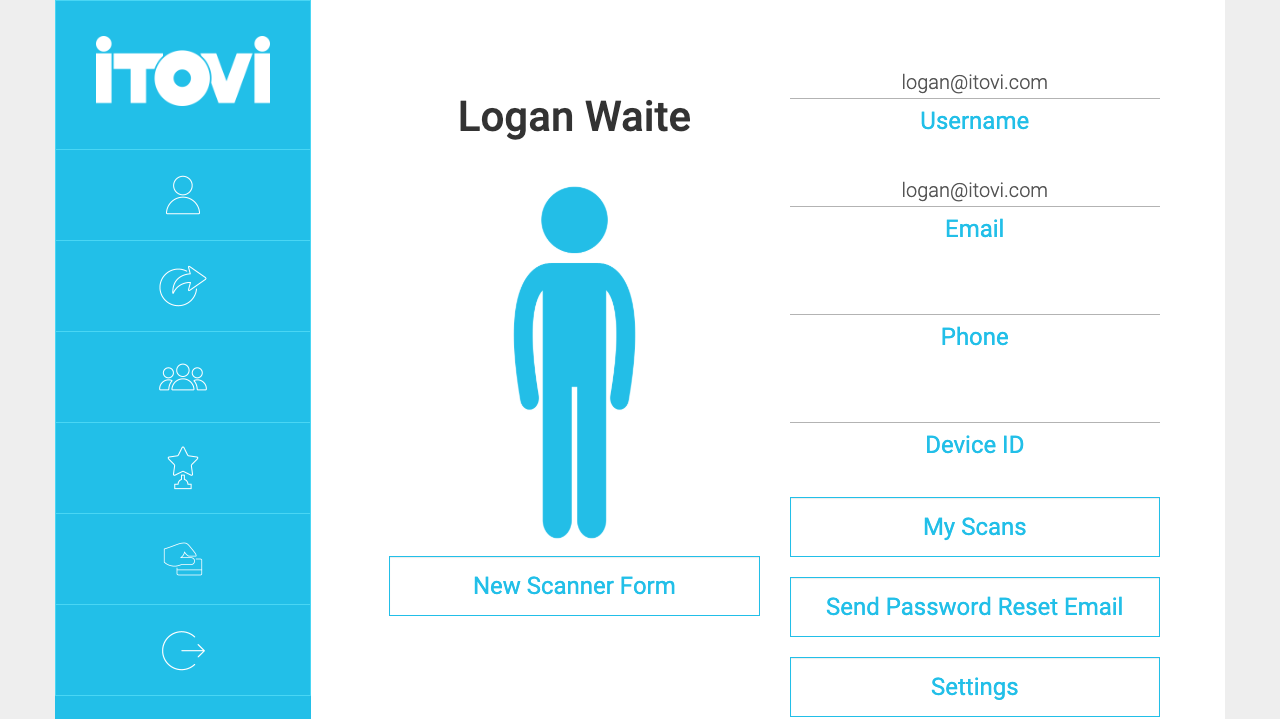 iTOVi
Logan Waite
New Scanner Form
logan@itovi.com
Username
logan@itovi.com
Email
Phone
Device ID
My Scans
Send Password Reset Email
Settings